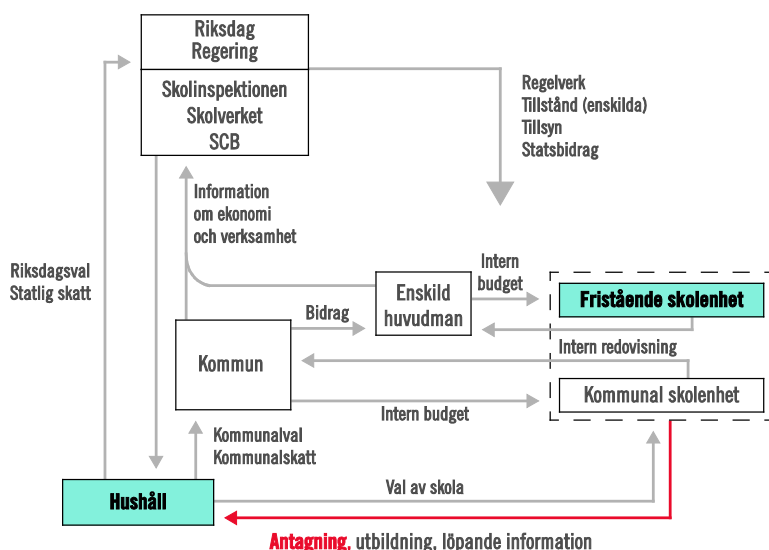 Riksdag
Regering
Skolinspektionen
Skolverket
SCB
Regelverk
Tillstånd (enskilda)
Tillsyn
Statsbidrag
Information
om ekonomi
och verksamhet
Riksdagsval
Statlig skatt
Enskild
huvudman
Intern
budget
Fristående skolenhet
Bidrag
Kommun
Intern redovisning
Kommunal skolenhet
Intern budget
Kommunalval
Kommunalskatt
Hushåll
Val av skola
Antagning, utbildning, löpande information